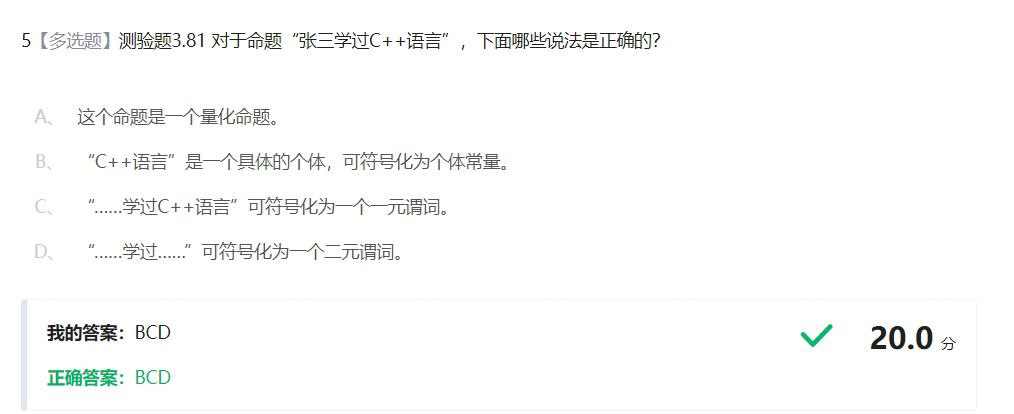 5【多选题】测验题3.81 对于命题“张三学过C++语言”，下面哪些说法是正确的?
A、 这个命题是一个量化命题。
B、 “C++语言”是一个具体的个体，可符号化为个体常量。
C、 “......学过C++语言”可符号化为一个一元谓词。
D、 “......学过......”可符号化为一个二元谓词。
我的答案：BCD 20.0 分
正确答案：BCD